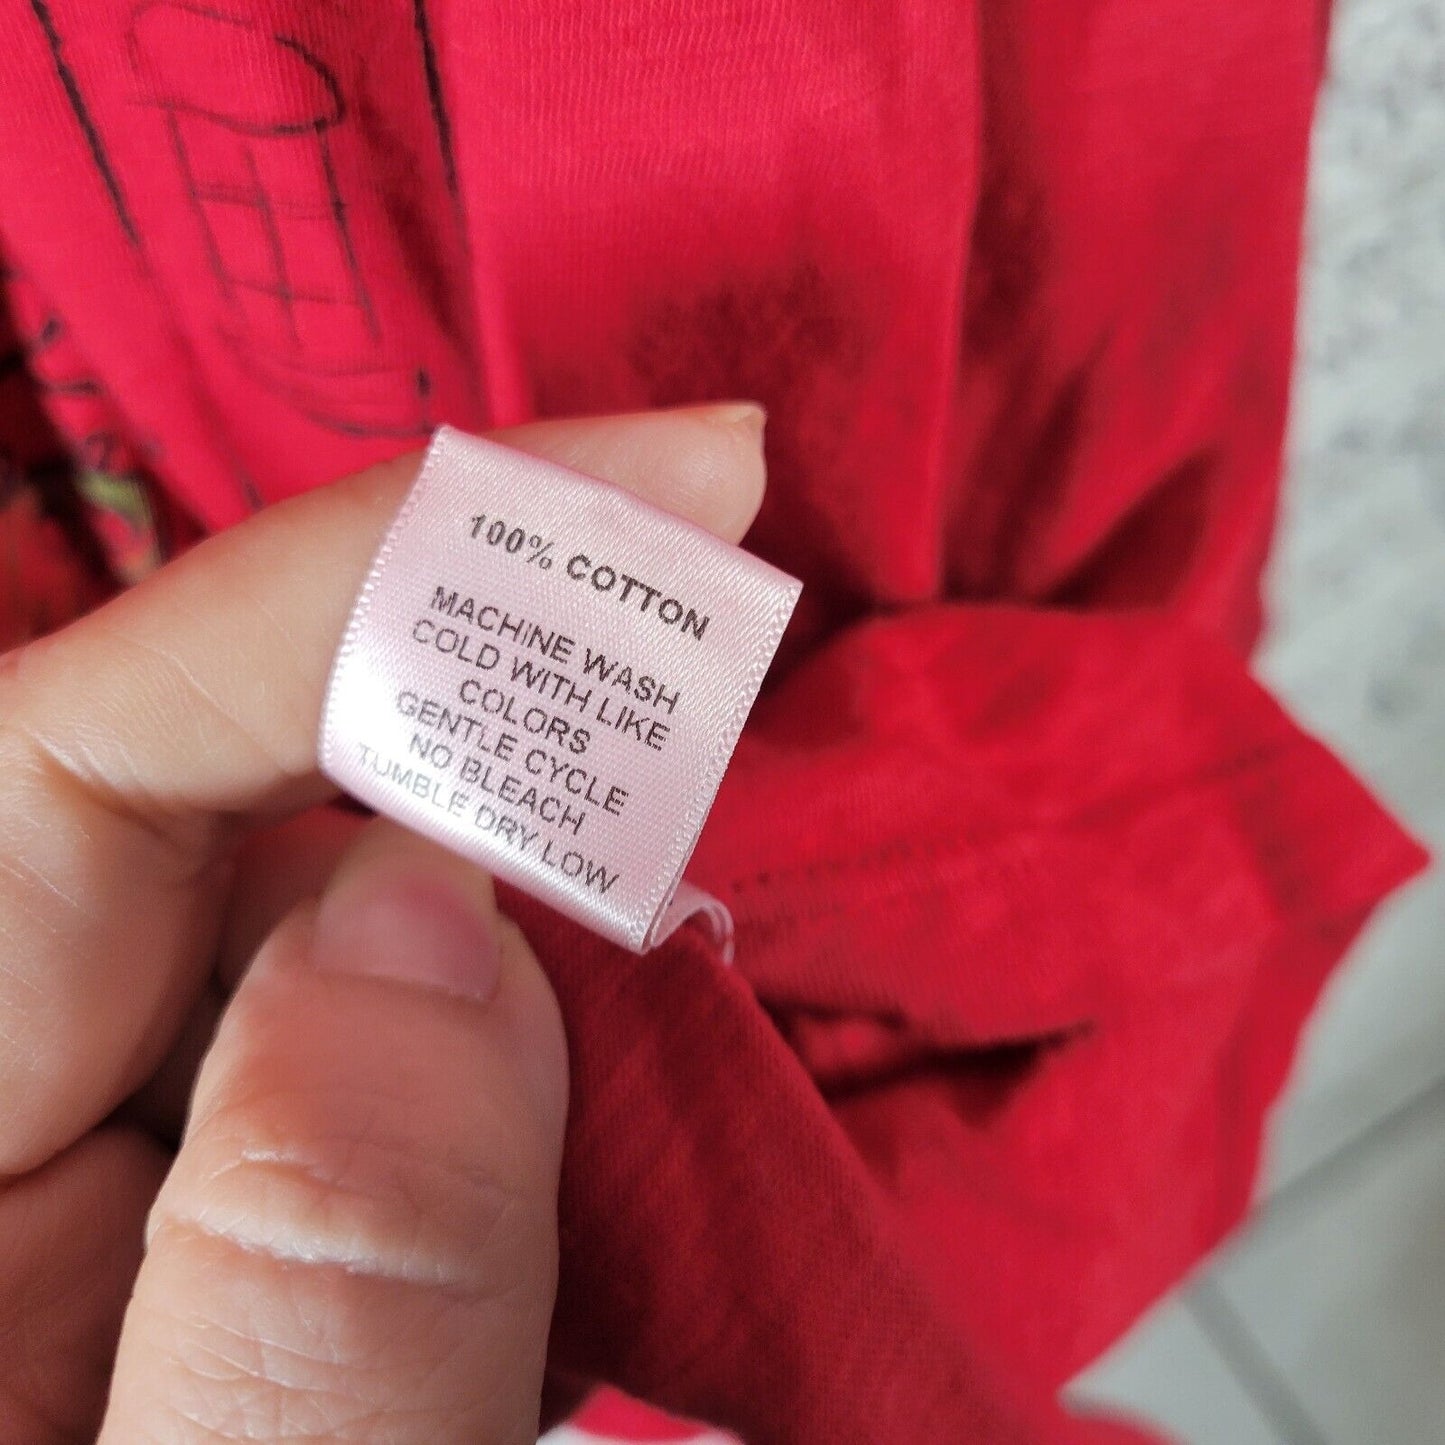 100% COTTON
MACHINE WASH
COLD WITH LIKE
COLORS
GENTLE CYCLE
NO BLEACH
TUMBLE DRY LOW